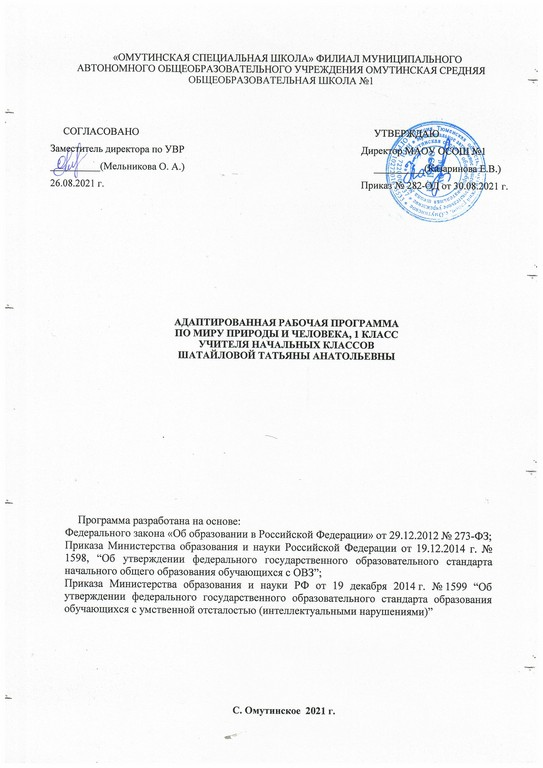 «ОМУТИНСКАЯ СПЕЦИАЛЬНАЯ ШКОЛА» ФИЛИАЛ МУНИЦИПАЛЬНОГО
АВТОНОМНОГО ОБЩЕОБРАЗОВАТЕЛЬНОГО УЧРЕЖДЕНИЯ ОМУТИНСКАЯ СРЕДНЯЯ
ОБЩЕОБРАЗОВАТЕЛЬНАЯ ШКОЛА №1
СОГЛАСОВАНО УТВЕРЖДАЮ
Заместитель директора по УВР Директор МАОУ ОСОШ №1
(Мельникова О. А.) (Казаринова Е.В.)
26.08.2021 г. Приказ № 282-ОД от 30.08.2021 г.
АДАПТИРОВАННАЯ РАБОЧАЯ ПРОГРАММА
ПО МИРУ ПРИРОДЫ И ЧЕЛОВЕКА, 1 КЛАСС
УЧИТЕЛЯ НАЧАЛЬНЫХ КЛАССОВ
ШАТАЙЛОВОЙ ТАТЬЯНЫ АНАТОЛЬЕВНЫ
Программа разработана на основе:
Федерального закона «Об образовании в Российской Федерации» от 29.12.2012 № 273-ФЗ;
Приказа Министерства образования и науки Российской Федерации от 19.12.2014 г. №
1598, “Об утверждении федерального государственного образовательного стандарта
начального общего образования обучающихся с ОВЗ”;
Приказа Министерства образования и науки РФ от 19 декабря 2014 г. № 1599 “Об
утверждении федерального государственного образовательного стандарта образования
обучающихся с умственной отсталостью (интеллектуальными нарушениями)”
С. Омутинское 2021 г.